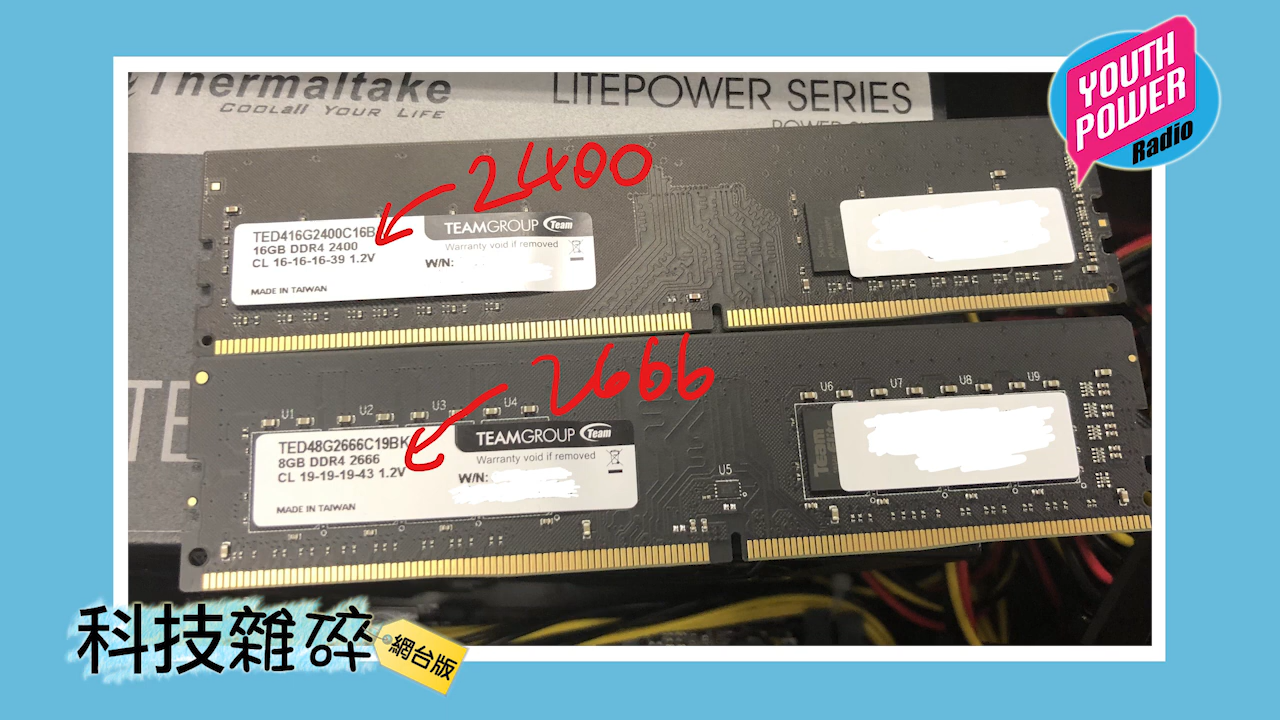 Thermaltake
COOLall YOUR LIFE
LITEPOWER SERIES
YOUTH
POWER
Radio
2400
TED416G2400C16B
16GB DDR4 2400
CL 16-16-16-39 1.2V
MADE IN TAIWAN
TEAMGROUP Team
Warranty void if removed
W/N:
2666
U1 U2 U3 U4
U6 U7 U8 U9
TED48G2666C19BK
8GB DDR4 2666
CL 19-19-19-43 1.2V
MADE IN TAIWAN
TEAMGROUP Team
Warranty void if removed
W/N:
U5
Team
科技雜碎
網台版